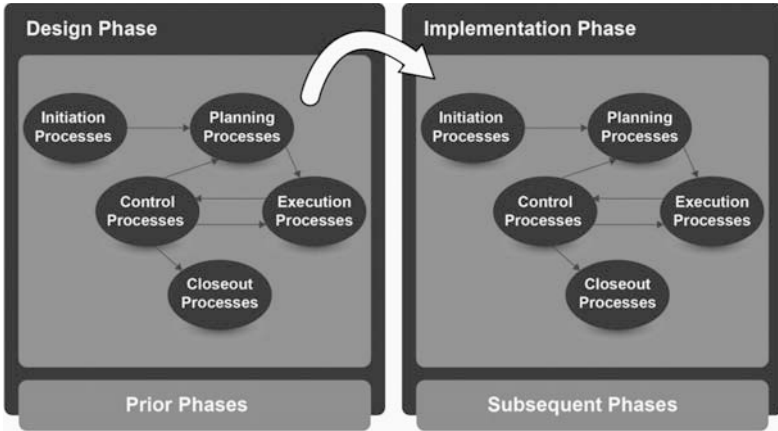 Design Phase
Initiation
Processes
Planning
Processes
Control
Processes
Execution
Processes
Closeout
Processes
Prior Phases
Implementation Phase
Initiation
Processes
Planning
Processes
Control
Processes
Execution
Processes
Closeout
Processes
Subsequent Phases